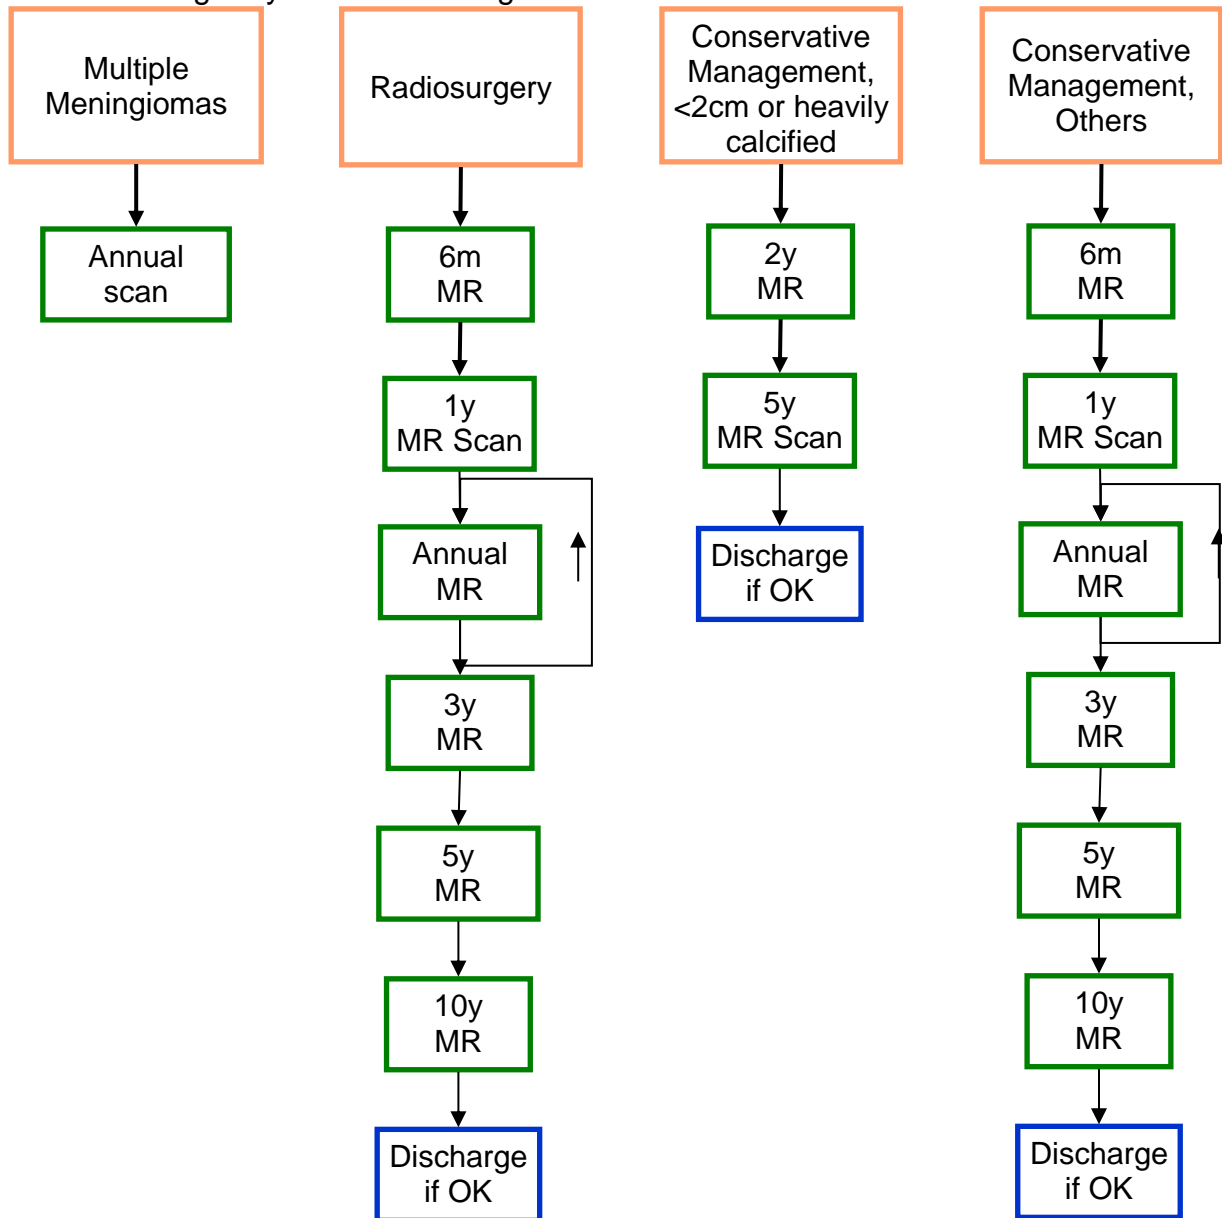 Multiple
Meningiomas
Annual
scan
Radiosurgery
6m
MR
1y
MR Scan
Annual
MR
3y
MR
5y
MR
10y
MR
Discharge
if OK
Conservative
Management,
<2cm or heavily
calcified
2y
MR
5y
MR Scan
Discharge
if OK
Conservative
Management,
Others
6m
MR
1y
MR Scan
Annual
MR
3y
MR
5y
MR
10y
MR
Discharge
if OK